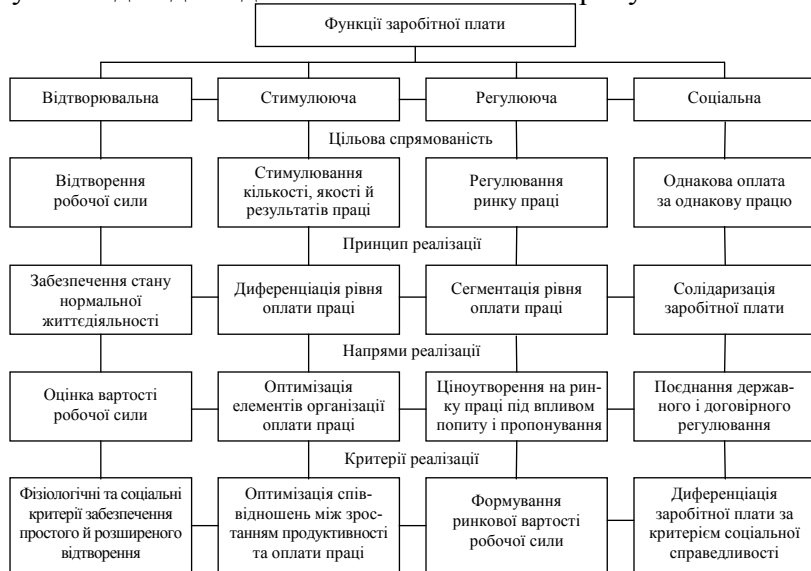 Функції заробітної плати
Відтворювальна
Стимулююча
Регулююча
Соціальна
Цільова спрямованість
Відтворення
робочої сили
Стимулювання
кількості, якості й
результатів праці
Регулювання
ринку праці
Однакова оплата
за однакову працю
Принцип реалізації
Забезпечення стану
нормальної
життєдіяльності
Диференціація рівня
оплати праці
Сегментація рівня
оплати праці
Солідаризація
заробітної плати
Напрями реалізації
Оцінка вартості
робочої сили
Оптимізація
елементів організації
оплати праці
Ціноутворення на рин-
ку праці під впливом
попиту і пропонування
Поєднання держав-
ного і договірного
регулювання
Критерії реалізації
Фізіологічні та соціальні
критерії забезпечення
простого й розширеного
відтворення
Оптимізація спів-
відношень між зрос-
танням продуктивності
та оплати праці
Формування
ринкової вартості
робочої сили
Диференціація
заробітної плати за
критерієм соціальної
справедливості